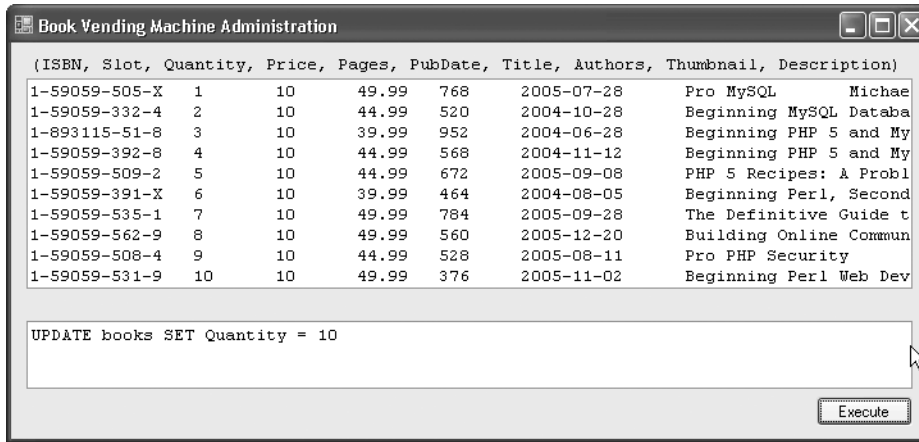 Book Vending Machine Administration
(ISBN, Slot, Quantity, Price, Pages, PubDate, Title, Authors, Thumbnail, Description)
1-59059-505-X 1 10 49.99 768 2005-07-28 Pro MySQL Michae
1-59059-332-4 2 10 44.99 520 2004-10-28 Beginning MySQL Databa
1-893115-51-8 3 10 39.99 952 2004-06-28 Beginning PHP 5 and My
1-59059-392-8 4 10 44.99 568 2004-11-12 Beginning PHP 5 and My
1-59059-509-2 5 10 44.99 672 2005-09-08 PHP 5 Recipes: A Probl
1-59059-391-X 6 10 39.99 464 2004-08-05 Beginning Perl, Second
1-59059-535-1 7 10 49.99 784 2005-09-28 The Definitive Guide t
1-59059-562-9 8 10 49.99 560 2005-12-20 Building Online Commun
1-59059-508-4 9 10 44.99 528 2005-08-11 Pro PHP Security
1-59059-531-9 10 10 49.99 376 2005-11-02 Beginning Perl Web Dev
UPDATE books SET Quantity = 10
Execute